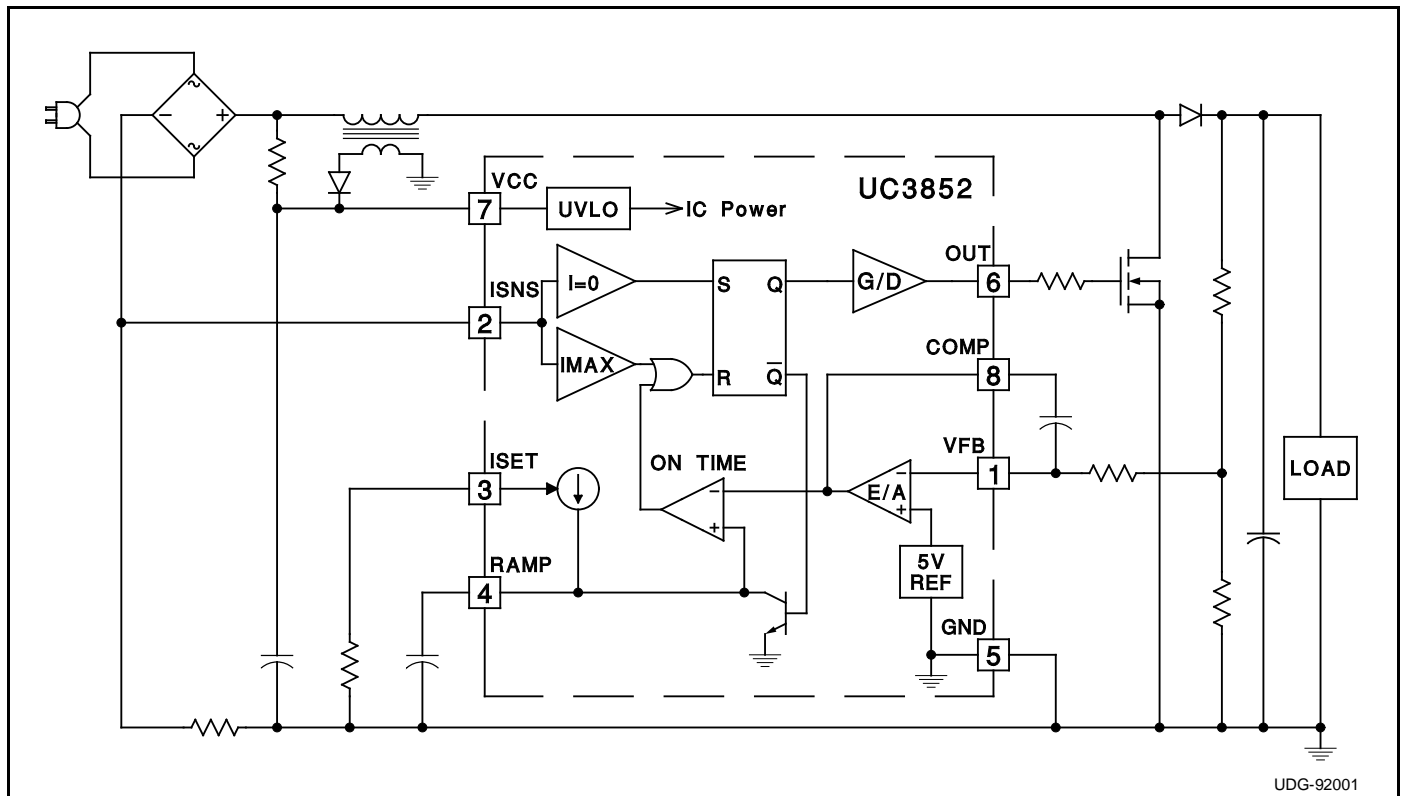 ~
-
+
~
VCC
UC3852
7
UVLO
IC Power
OUT
ISNS
I=0
S
Q
G/D
6
2
COMP
IMAX
R
Q̅
8
VFB
ISET
ON TIME
1
3
-
-
E/A
LOAD
+
+
RAMP
5V
REF
4
GND
5
UDG-92001